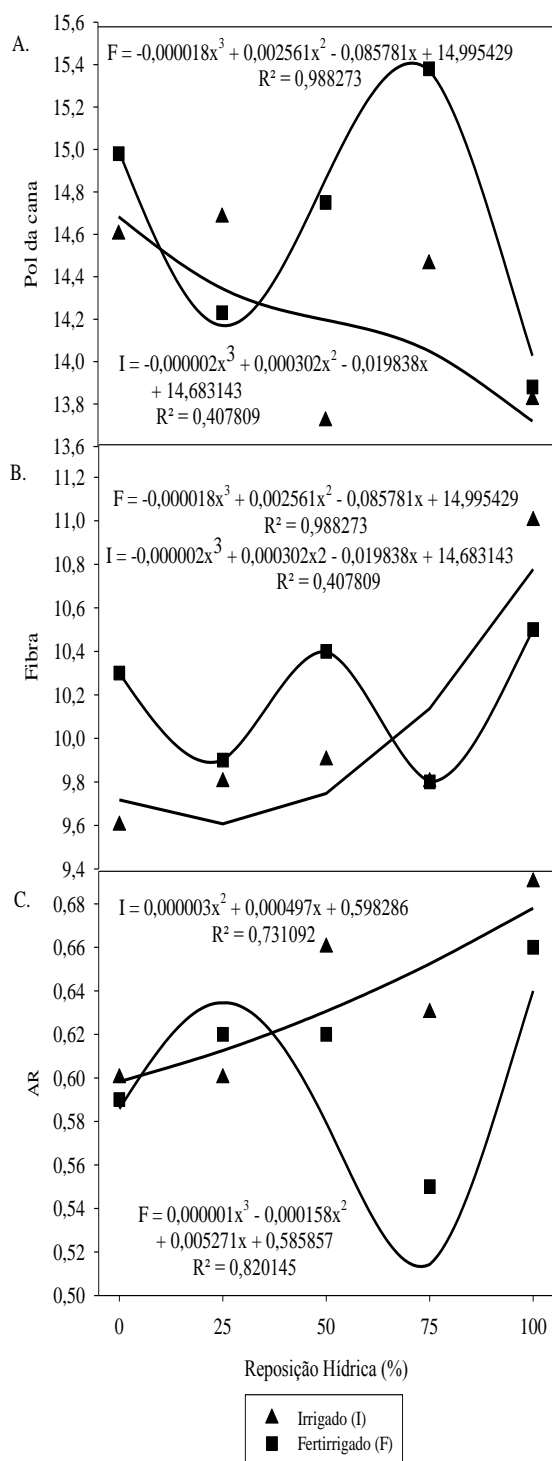 A.
15,6
15,4
15,2
15,0
14,8
14,6
14,4
14,2
14,0
13,8
13,6
Pol da cana
F = -0,000018x³ + 0,002561x² - 0,085781x + 14,995429
R² = 0,988273
I = -0,000002x³ + 0,000302x² - 0,019838x
+ 14,683143
R² = 0,407809
B.
11,2
11,0
10,8
10,6
10,4
10,2
10,0
9,8
9,6
9,4
Fibra
F = -0,000018x³ + 0,002561x² - 0,085781x + 14,995429
R² = 0,988273
I = -0,000002x³ + 0,000302x2 - 0,019838x + 14,683143
R² = 0,407809
C.
0,68
0,66
0,64
0,62
0,60
0,58
0,56
0,54
0,52
0,50
AR
I = 0,000003x² + 0,000497x + 0,598286
R² = 0,731092
F = 0,000001x³ - 0,000158x²
+ 0,005271x + 0,585857
R² = 0,820145
0 25 50 75 100
Reposição Hídrica (%)
Irrigado (I)
Fertirrigado (F)